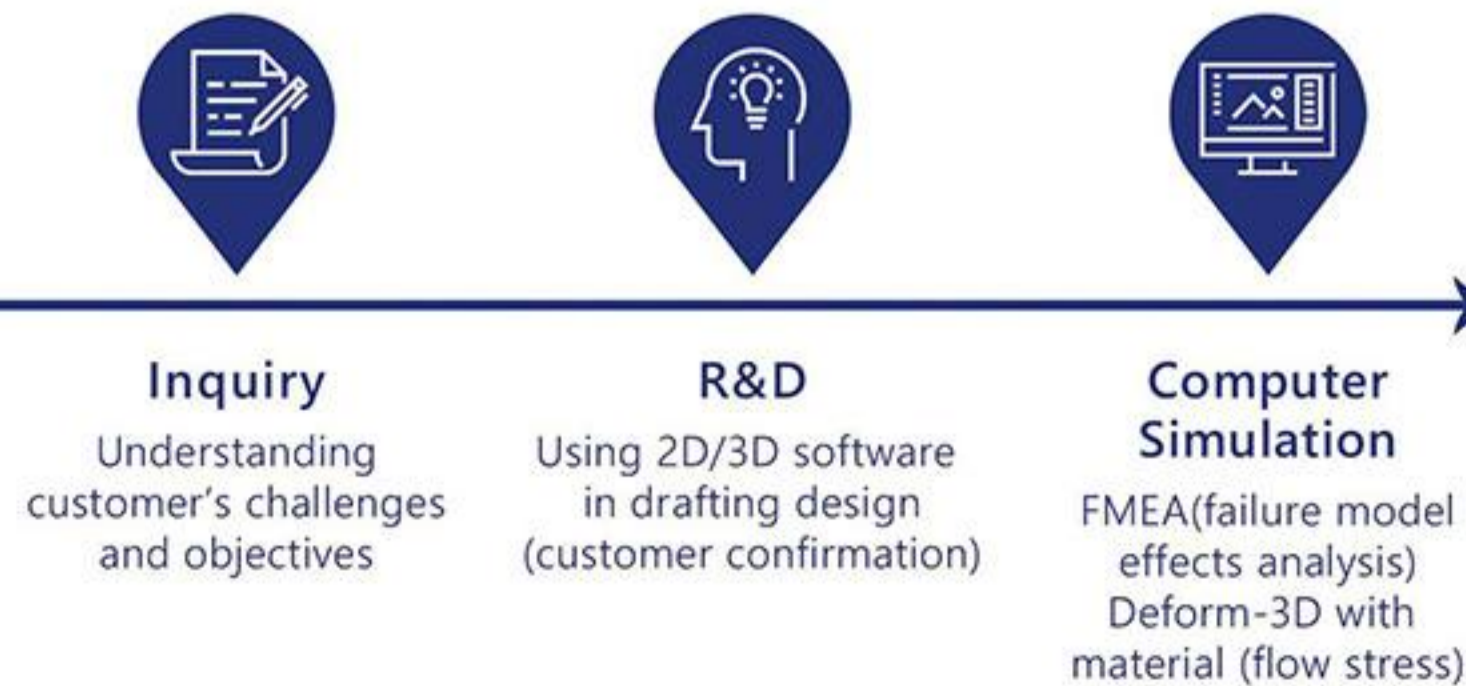 Inquiry
Understanding
customer's challenges
and objectives
R&D
Using 2D/3D software
in drafting design
(customer confirmation)
Computer
Simulation
FMEA(failure model
effects analysis)
Deform-3D with
material (flow stress)